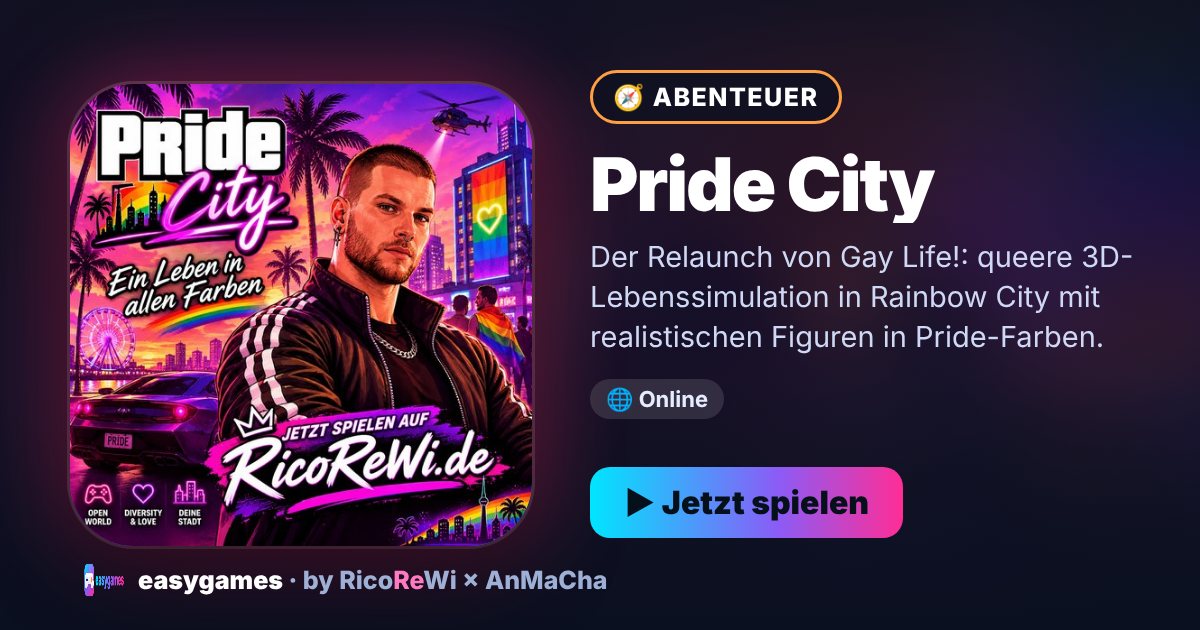 Pride
City
Ein Leben in
allen Farben
PRIDE
JETZT SPIELEN AUF
RicoReWi.de
OPEN
WORLD
DIVERSITY
& LOVE
DEINE
STADT
ABENTEUER
Pride City
Der Relaunch von Gay Life!: queere 3D-
Lebenssimulation in Rainbow City mit
realistischen Figuren in Pride-Farben.
Online
▶ Jetzt spielen
easygames
easygames · by RicoReWi × AnMaCha